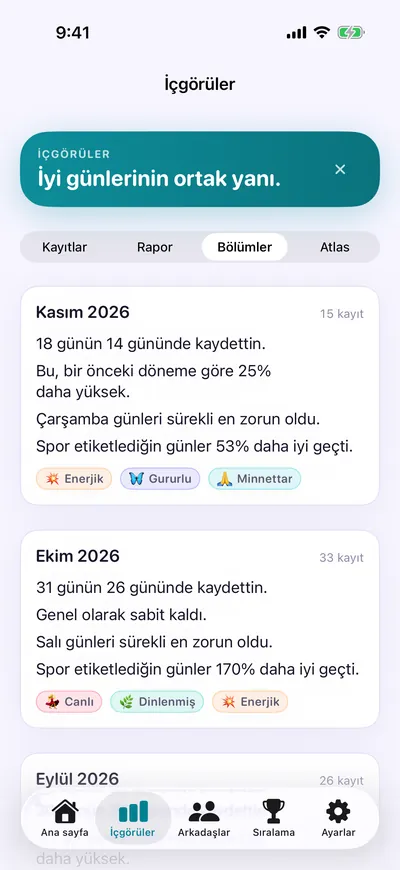 9:41
İçgörüler
İÇGÖRÜLER
İyi günlerinin ortak yanı.
Kayıtlar
Rapor
Bölümler
Atlas
Kasım 2026
15 kayıt
18 günün 14 gününde kaydettin.
Bu, bir önceki döneme göre 25%
daha yüksek.
Çarşamba günleri sürekli en zorun oldu.
Spor etiketlediğin günler 53% daha iyi geçti.
Enerjik
Gururlu
Minnettar
Ekim 2026
33 kayıt
31 günün 26 gününde kaydettin.
Genel olarak sabit kaldı.
Salı günleri sürekli en zorun oldu.
Spor etiketlediğin günler 170% daha iyi geçti.
Canlı
Dinlenmiş
Enerjik
Eylül 2026
26 kayıt
Ana sayfa
İçgörüler
Arkadaşlar
Sıralama
Ayarlar
daha yüksek.